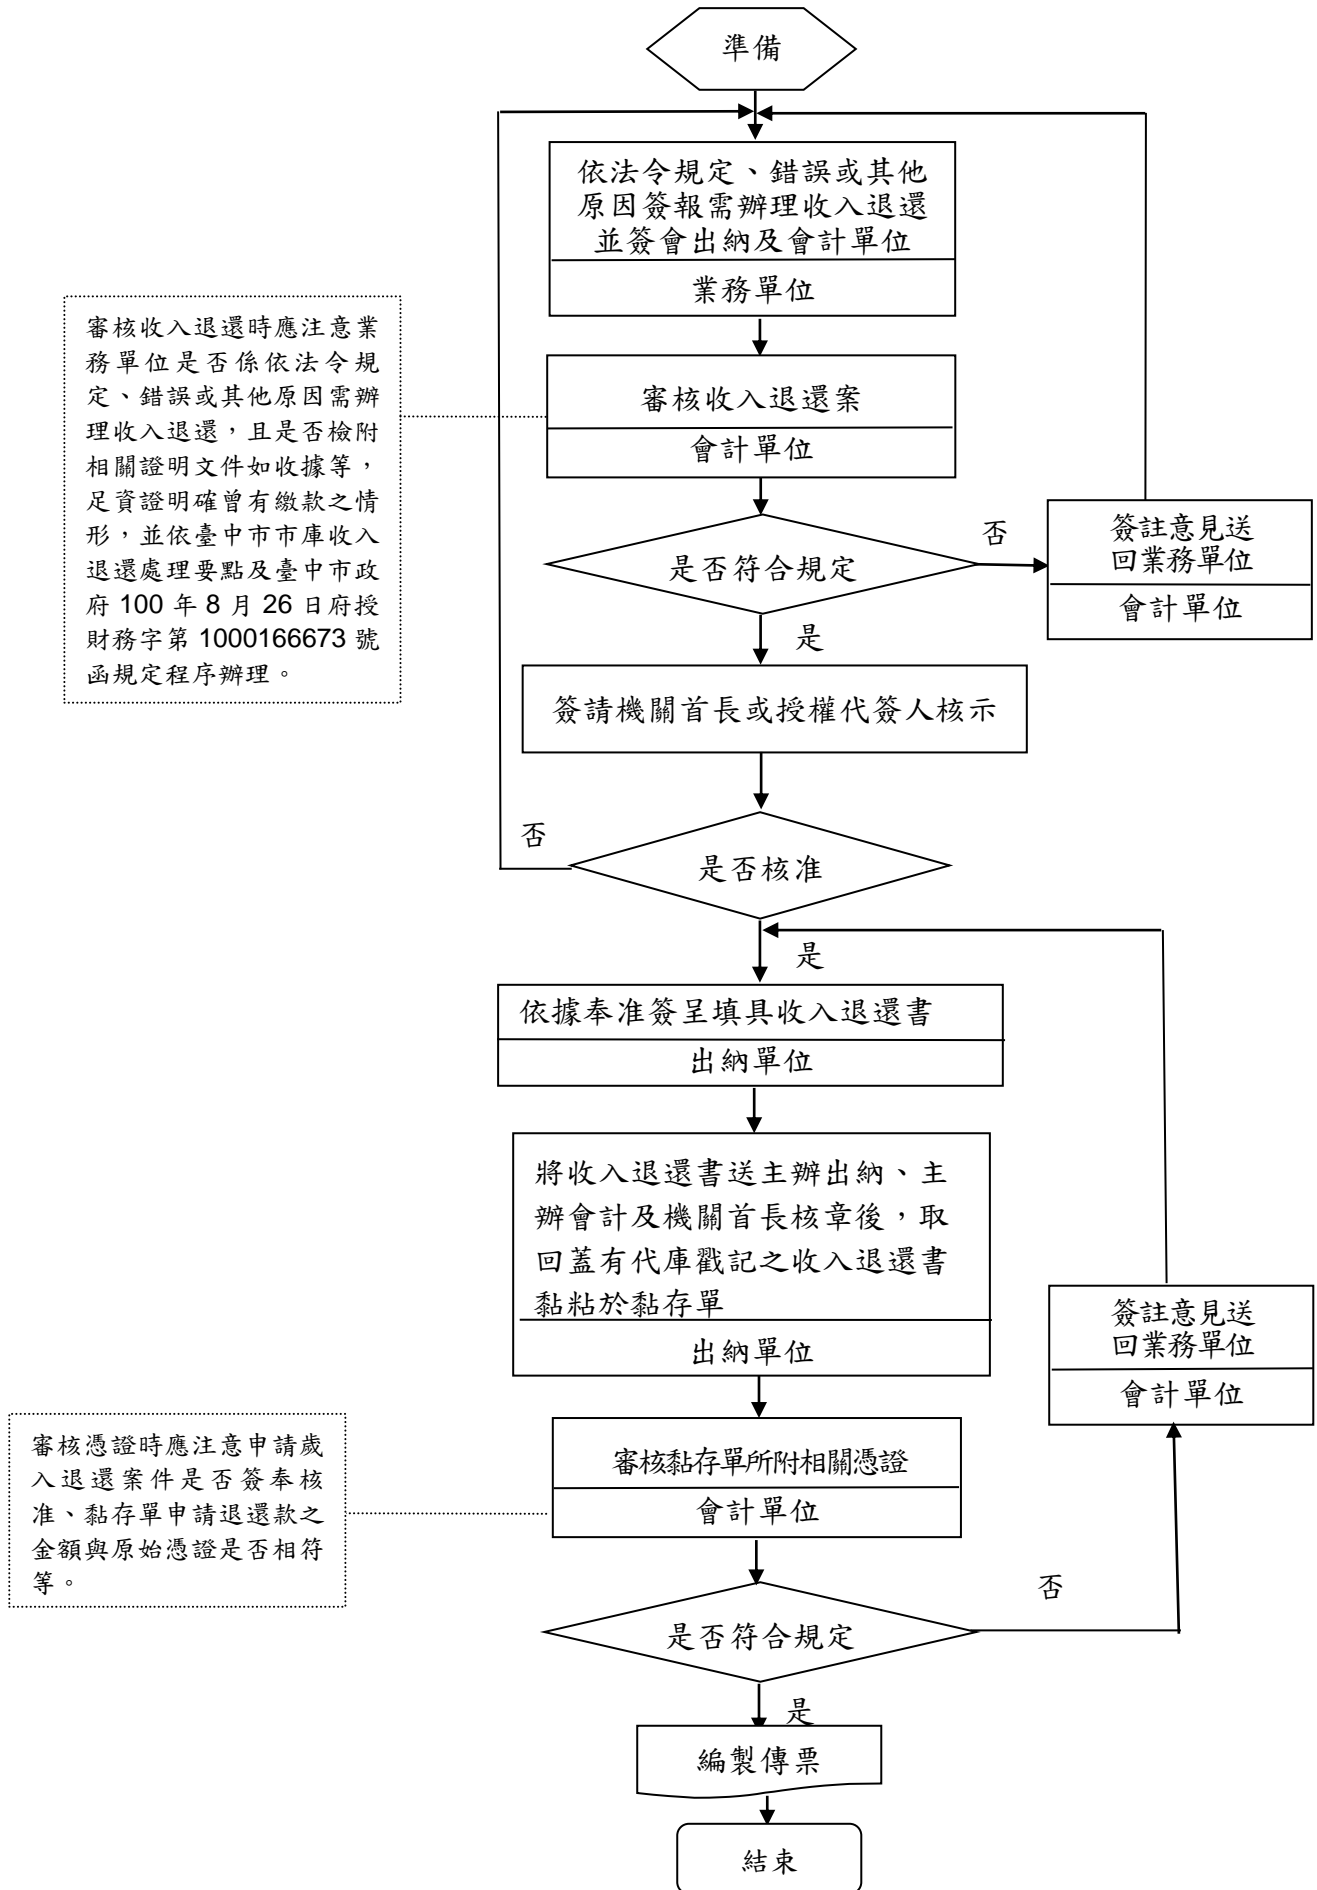 準備
依法令規定、錯誤或其他
原因簽報需辦理收入退還
並簽會出納及會計單位
業務單位
審核收入退還時應注意業
務單位是否係依法令規
定、錯誤或其他原因需辦
理收入退還，且是否檢附
相關證明文件如收據等，
足資證明確曾有繳款之情
形，並依臺中市市庫收入
退還處理要點及臺中市政
府 100 年 8 月 26 日府授
財務字第 1000166673 號
函規定程序辦理。
審核收入退還案
會計單位
是否符合規定
否
簽註意見送
回業務單位
會計單位
是
簽請機關首長或授權代簽人核示
否
是否核准
是
依據奉准簽呈填具收入退還書
出納單位
將收入退還書送主辦出納、主
辦會計及機關首長核章後，取
回蓋有代庫戳記之收入退還書
黏粘於黏存單
出納單位
簽註意見送
回業務單位
會計單位
審核憑證時應注意申請歲
入退還案件是否簽奉核
准、黏存單申請退還款之
金額與原始憑證是否相符
等。
審核黏存單所附相關憑證
會計單位
否
是否符合規定
是
編製傳票
結束